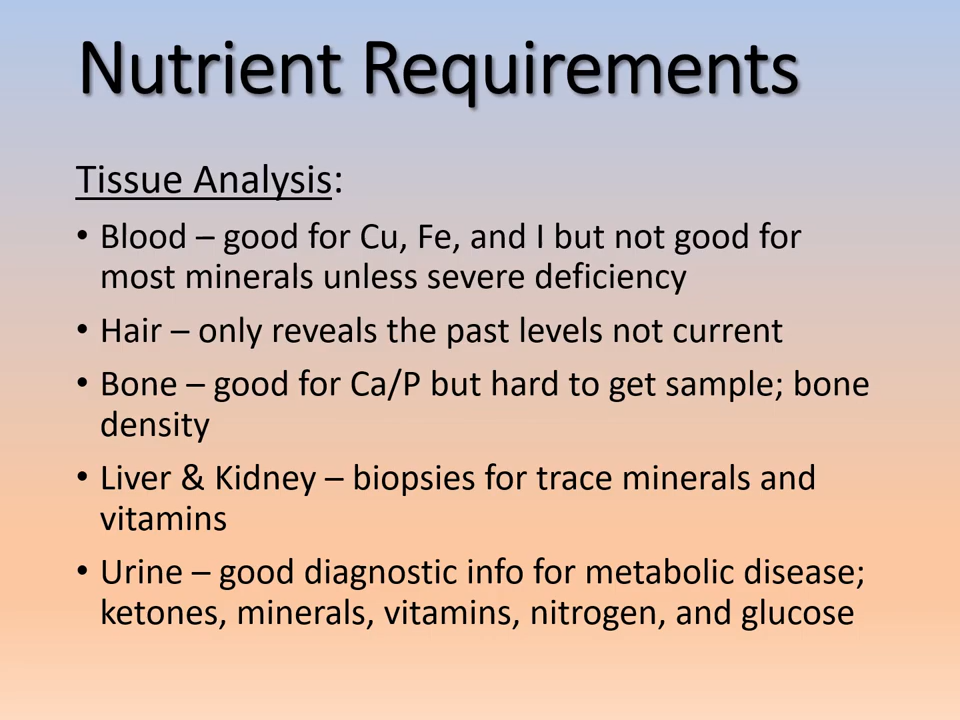 Nutrient Requirements
Tissue Analysis:
• Blood – good for Cu, Fe, and I but not good for
most minerals unless severe deficiency
• Hair – only reveals the past levels not current
• Bone – good for Ca/P but hard to get sample; bone
density
• Liver & Kidney – biopsies for trace minerals and
vitamins
• Urine – good diagnostic info for metabolic disease;
ketones, minerals, vitamins, nitrogen, and glucose